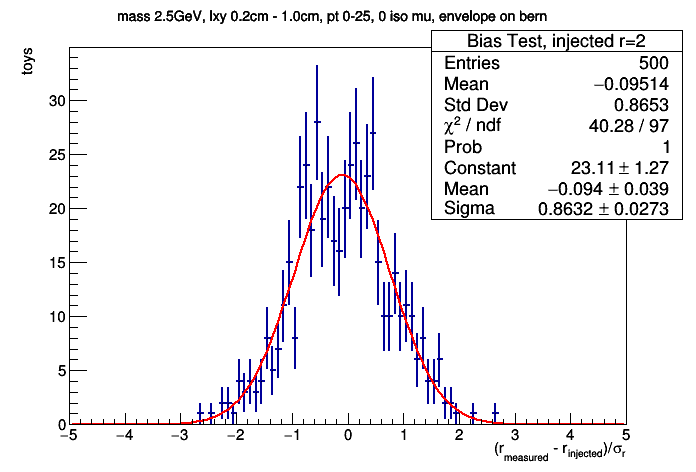 mass 2.5GeV, lxy 0.2cm - 1.0cm, pt 0-25, 0 iso mu, envelope on bern
toys
Bias Test, injected r=2
Entries 500
Mean −0.09514
Std Dev 0.8653
χ² / ndf 40.28 / 97
Prob 1
Constant 23.11 ± 1.27
Mean −0.094 ± 0.039
Sigma 0.8632 ± 0.0273
30
25
20
15
10
5
0
−5 −4 −3 −2 −1 0 1 2 3 4 5
(r_measured - r_injected)/σ_r